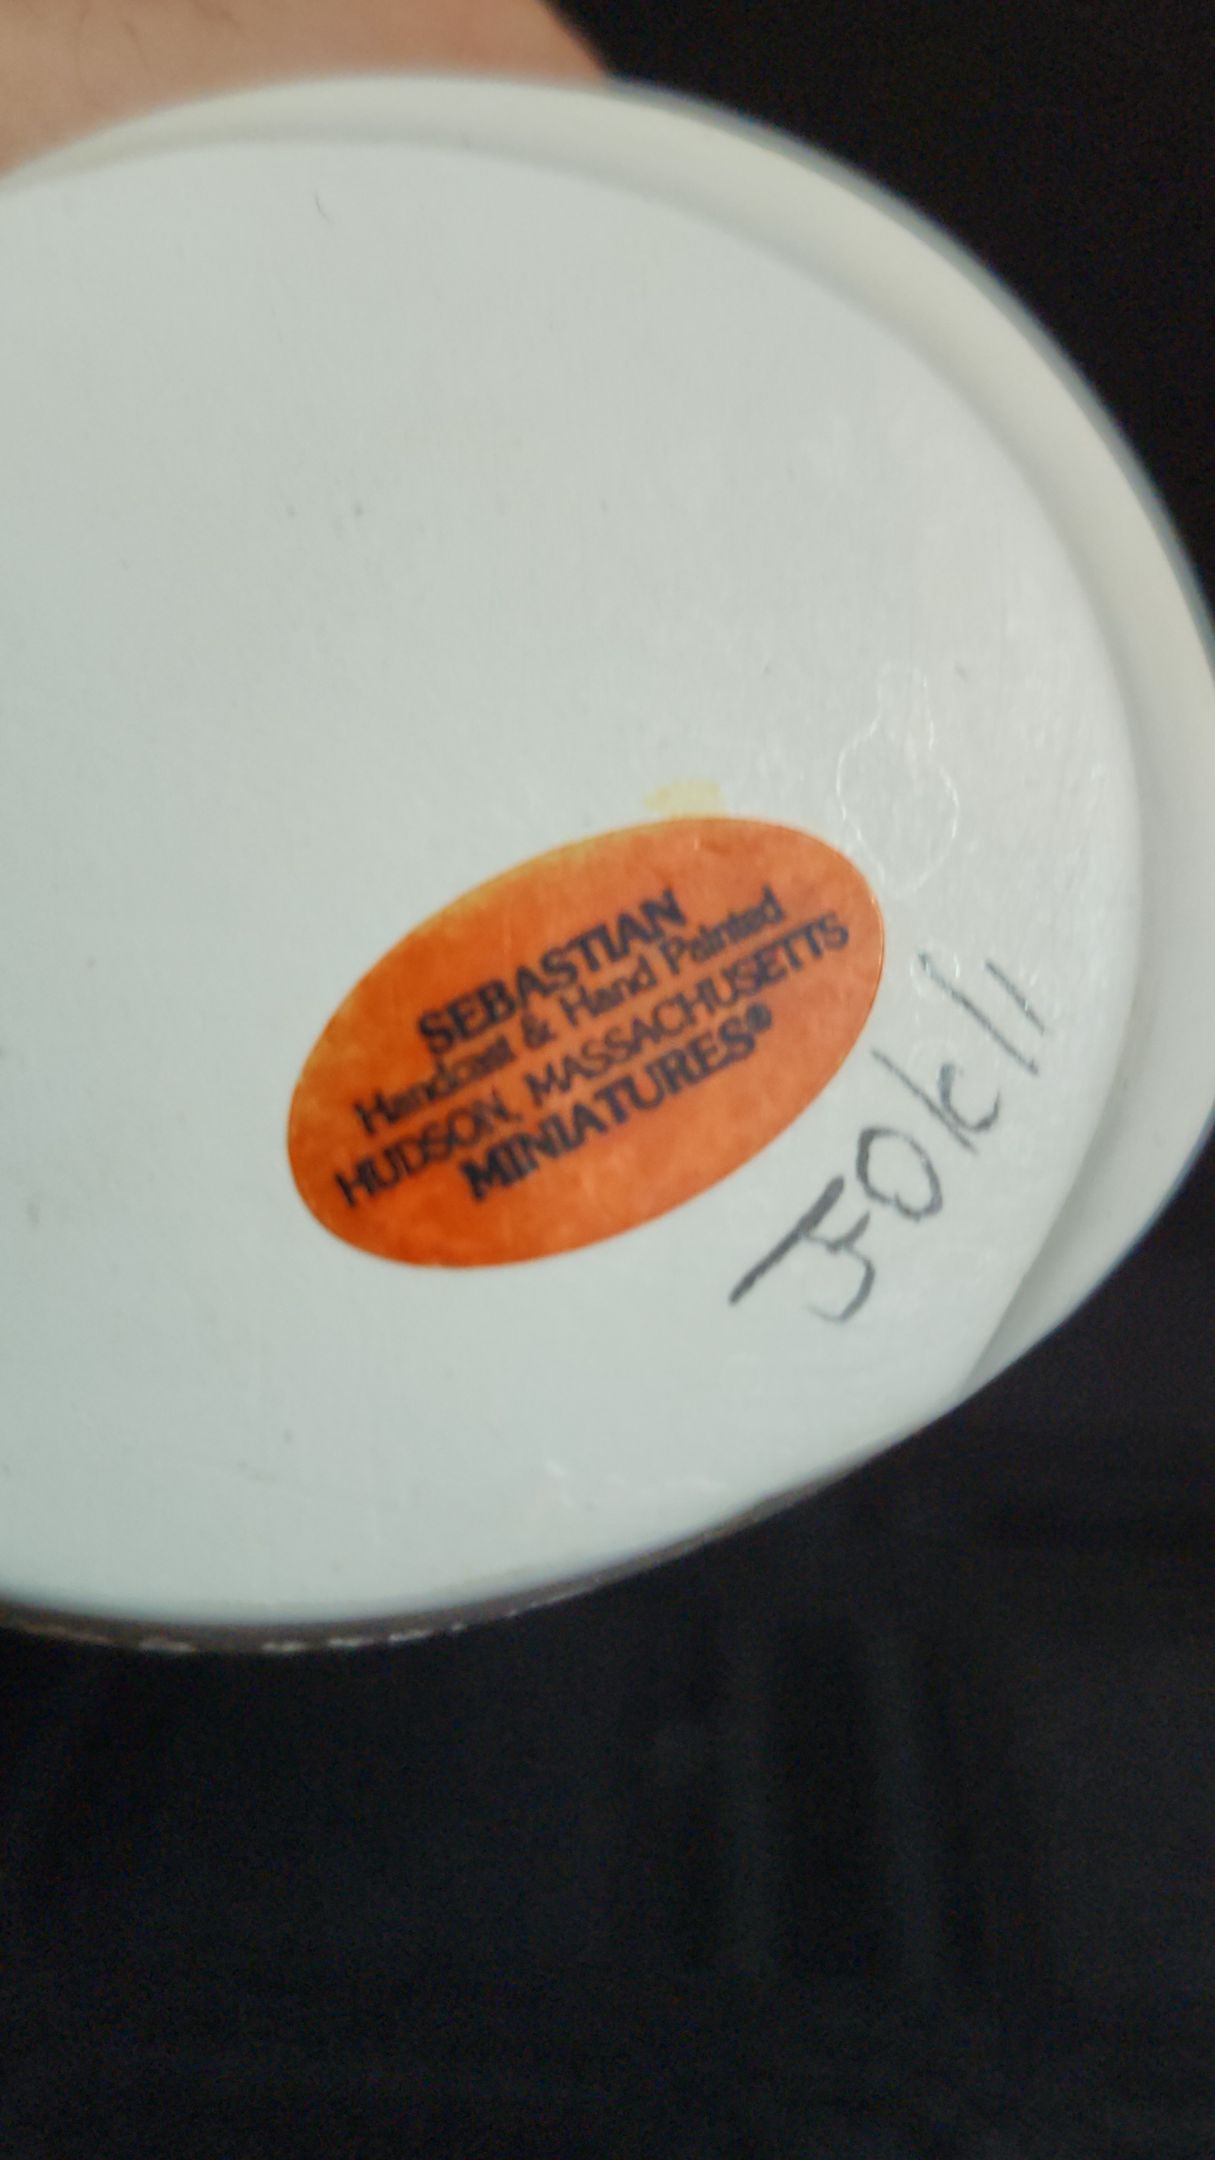 SEBASTIAN
Handcast & Hand Painted
HUDSON, MASSACHUSETTS
MINIATURES®